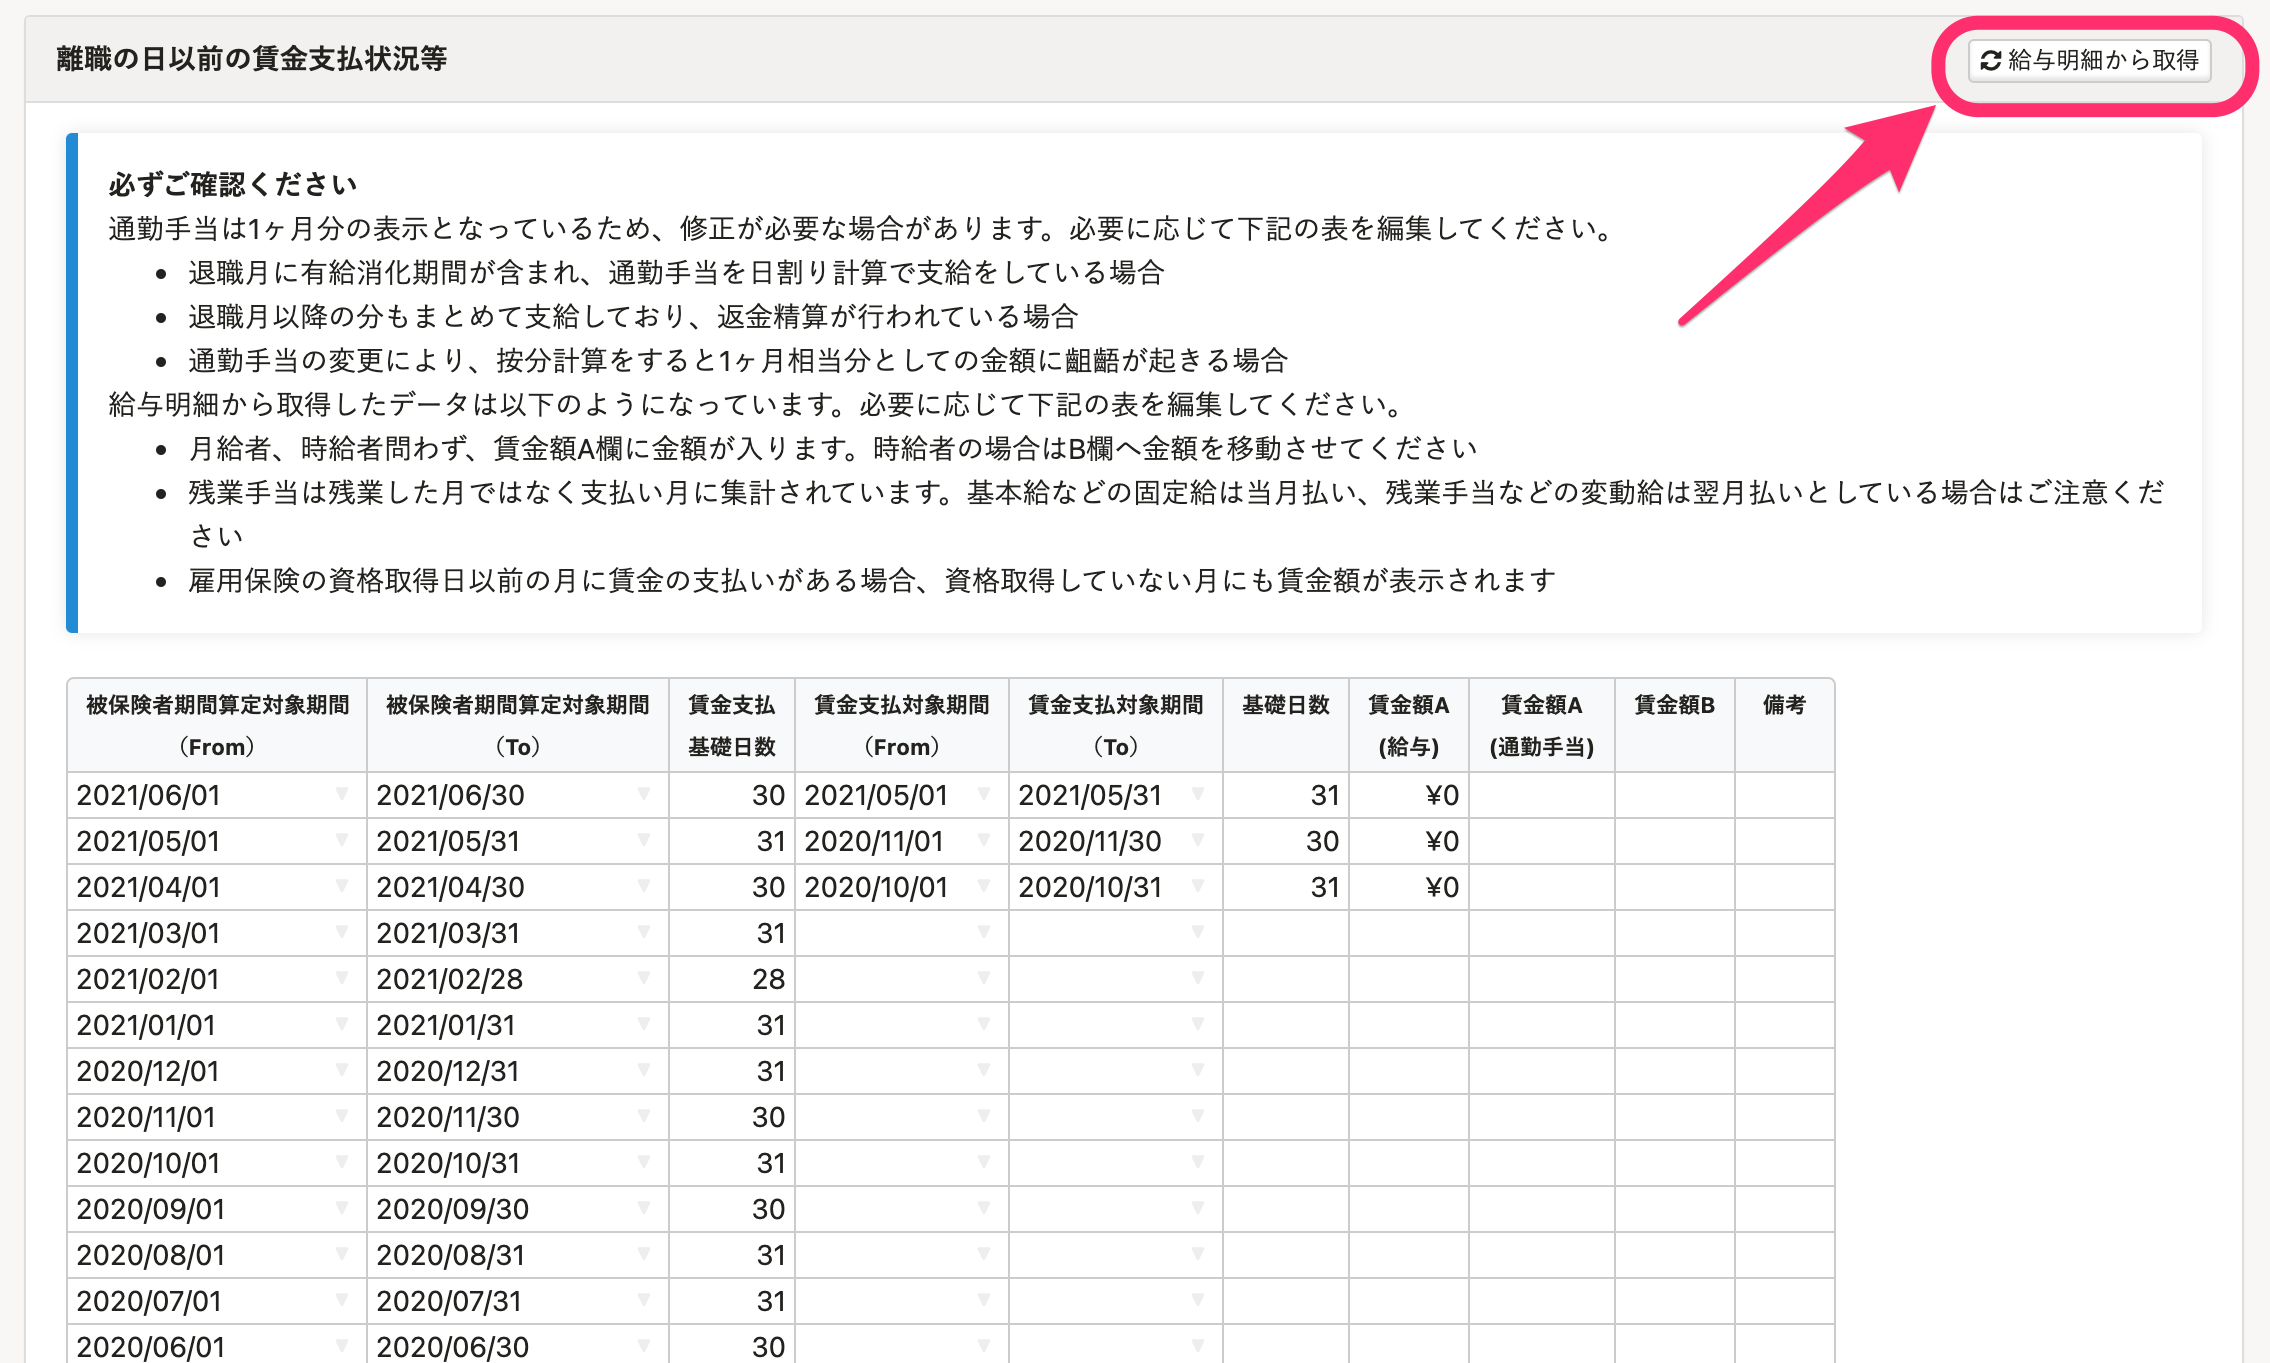 離職の日以前の賃金支払状況等
給与明細から取得
必ずご確認ください
通勤手当は1ヶ月分の表示となっているため、修正が必要な場合があります。必要に応じて下記の表を編集してください。
• 退職月に有給消化期間が含まれ、通勤手当を日割り計算で支給をしている場合
• 退職月以降の分もまとめて支給しており、返金精算が行われている場合
• 通勤手当の変更により、按分計算をすると1ヶ月相当分としての金額に齟齬が起きる場合
給与明細から取得したデータは以下のようになっています。必要に応じて下記の表を編集してください。
• 月給者、時給者問わず、賃金額A欄に金額が入ります。時給者の場合はB欄へ金額を移動させてください
• 残業手当は残業した月ではなく支払い月に集計されています。基本給などの固定給は当月払い、残業手当などの変動給は翌月払いとしている場合はご注意くだ
さい
• 雇用保険の資格取得日以前の月に賃金の支払いがある場合、資格取得していない月にも賃金額が表示されます
被保険者期間算定対象期間 被保険者期間算定対象期間 賃金支払 賃金支払対象期間 賃金支払対象期間 基礎日数 賃金額A 賃金額A 賃金額B 備考
（From） （To） 基礎日数 （From） （To） (給与) (通勤手当)
2021/06/01 2021/06/30 30 2021/05/01 2021/05/31 31 ¥0
2021/05/01 2021/05/31 31 2020/11/01 2020/11/30 30 ¥0
2021/04/01 2021/04/30 30 2020/10/01 2020/10/31 31 ¥0
2021/03/01 2021/03/31 31
2021/02/01 2021/02/28 28
2021/01/01 2021/01/31 31
2020/12/01 2020/12/31 31
2020/11/01 2020/11/30 30
2020/10/01 2020/10/31 31
2020/09/01 2020/09/30 30
2020/08/01 2020/08/31 31
2020/07/01 2020/07/31 31
2020/06/01 2020/06/30 30